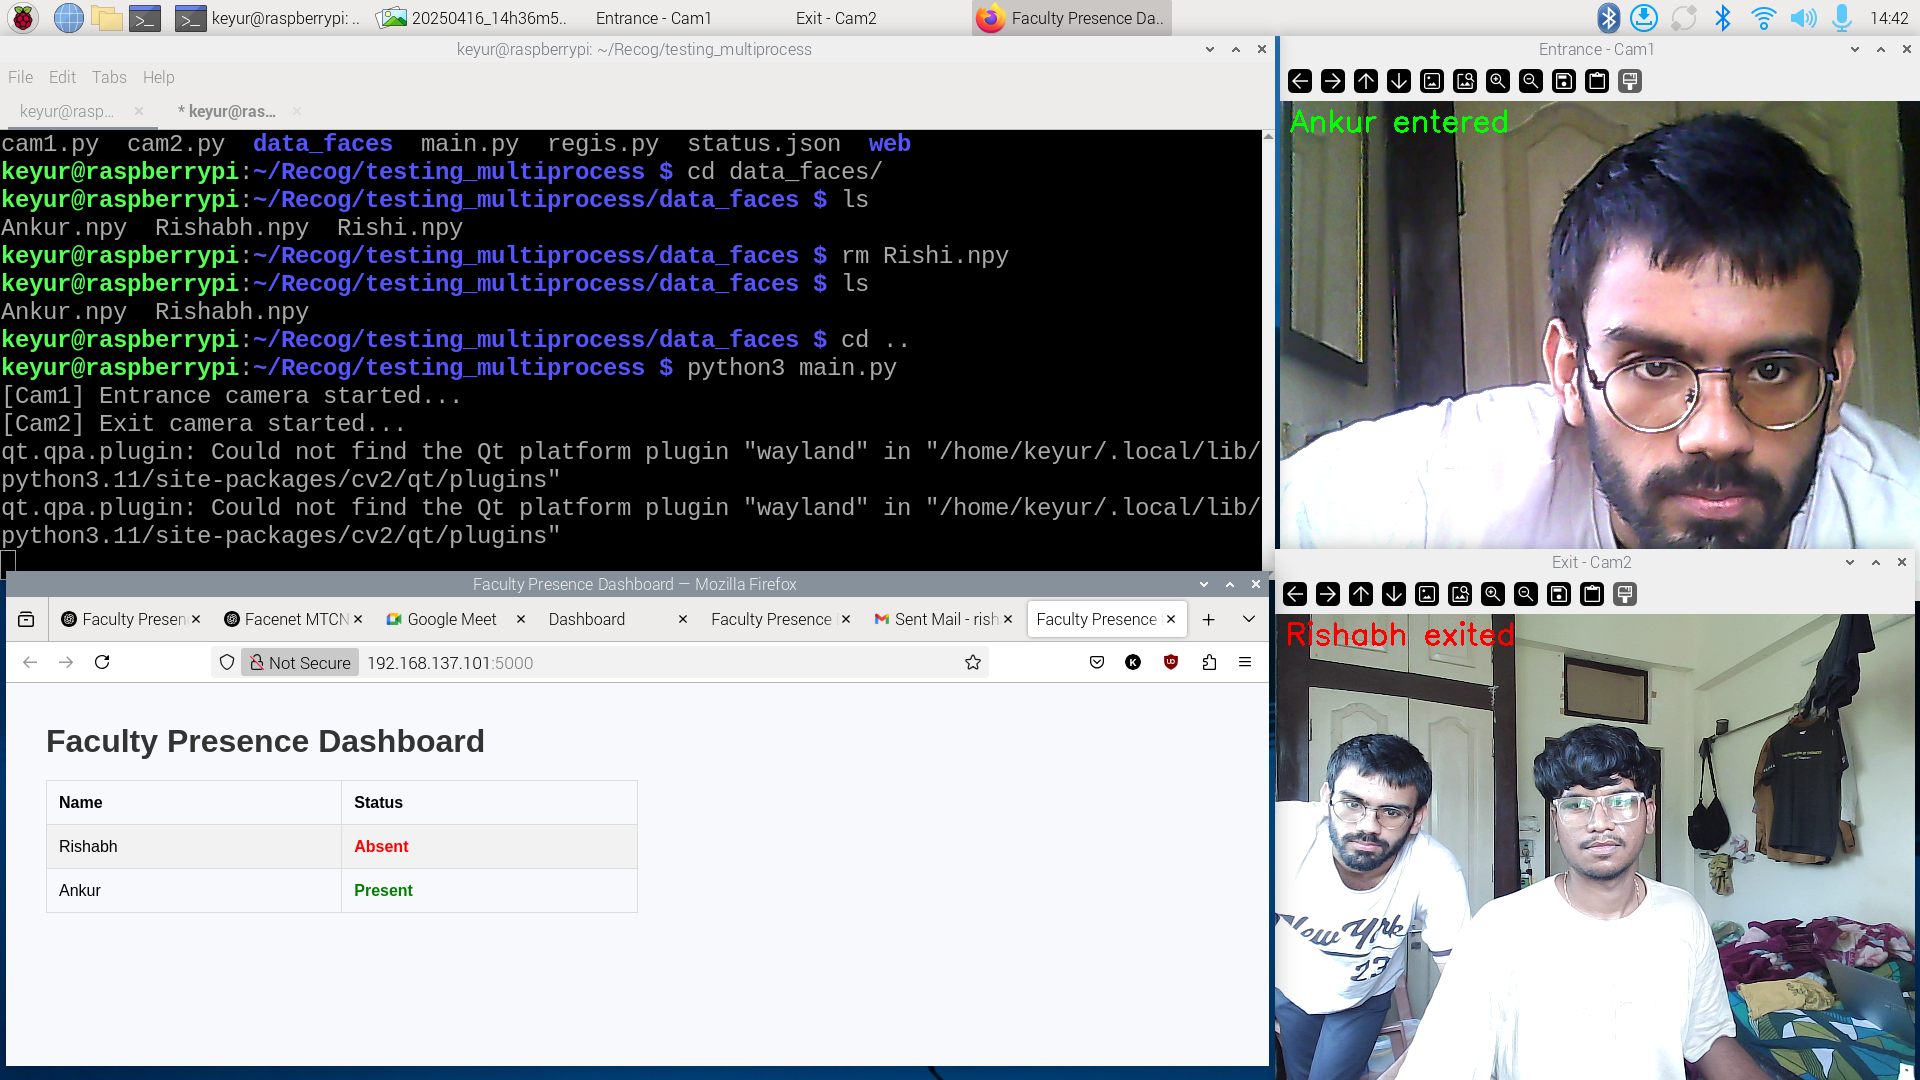 keyur@raspberrypi: ..
20250416_14h36m5..
Entrance - Cam1
Exit - Cam2
Faculty Presence Da..
14:42
keyur@raspberrypi: ~/Recog/testing_multiprocess
File Edit Tabs Help
keyur@rasp...
* keyur@ras...
cam1.py cam2.py data_faces main.py regis.py status.json web
keyur@raspberrypi:~/Recog/testing_multiprocess $ cd data_faces/
keyur@raspberrypi:~/Recog/testing_multiprocess/data_faces $ ls
Ankur.npy Rishabh.npy Rishi.npy
keyur@raspberrypi:~/Recog/testing_multiprocess/data_faces $ rm Rishi.npy
keyur@raspberrypi:~/Recog/testing_multiprocess/data_faces $ ls
Ankur.npy Rishabh.npy
keyur@raspberrypi:~/Recog/testing_multiprocess/data_faces $ cd ..
keyur@raspberrypi:~/Recog/testing_multiprocess $ python3 main.py
[Cam1] Entrance camera started...
[Cam2] Exit camera started...
qt.qpa.plugin: Could not find the Qt platform plugin "wayland" in "/home/keyur/.local/lib/
python3.11/site-packages/cv2/qt/plugins"
qt.qpa.plugin: Could not find the Qt platform plugin "wayland" in "/home/keyur/.local/lib/
python3.11/site-packages/cv2/qt/plugins"
Entrance - Cam1
Ankur entered
Exit - Cam2
Rishabh exited
New York
23
Faculty Presence Dashboard — Mozilla Firefox
Faculty Presen
Facenet MTCN
Google Meet
Dashboard
Faculty Presence
Sent Mail - rish
Faculty Presence
Not Secure
192.168.137.101:5000
K
Faculty Presence Dashboard
Name Status
Rishabh Absent
Ankur Present